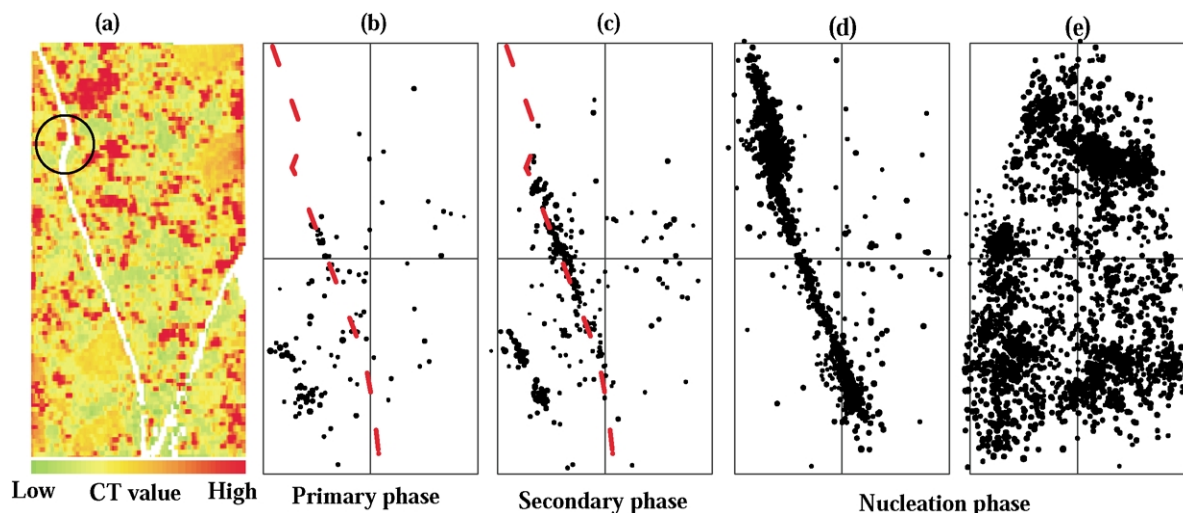 (a) (b) (c) (d) (e)
Low CT value High
Primary phase Secondary phase Nucleation phase